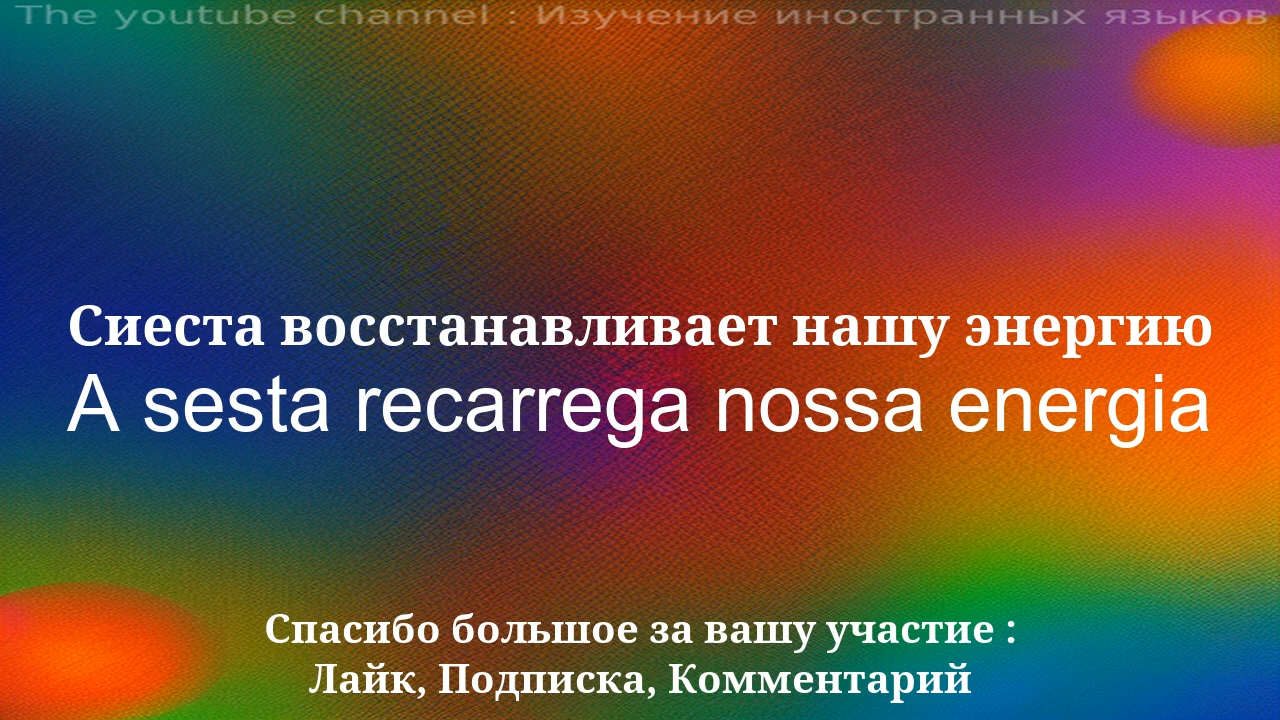 The youtube channel : Изучение иностранных языков
Сиеста восстанавливает нашу энергию
A sesta recarrega nossa energia
Спасибо большое за вашу участие :
Лайк, Подписка, Комментарий